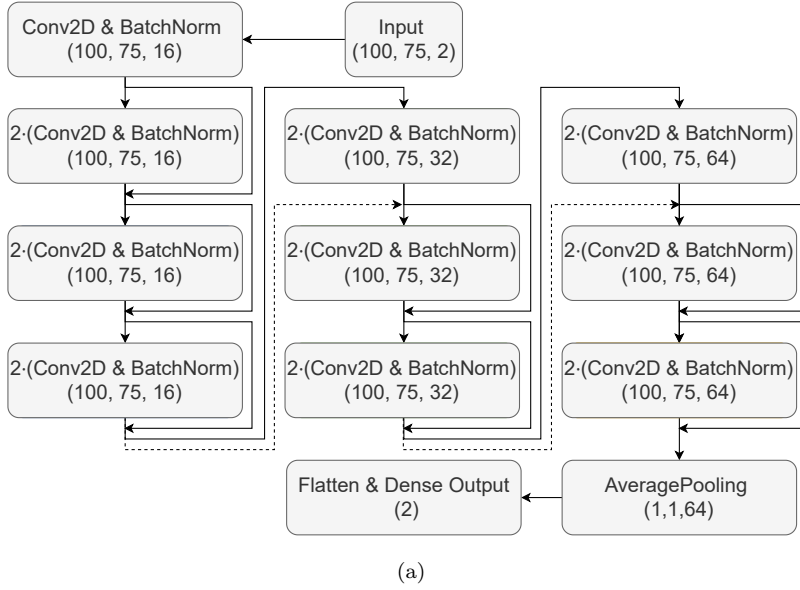 Conv2D & BatchNorm
(100, 75, 16)
Input
(100, 75, 2)
2·(Conv2D & BatchNorm)
(100, 75, 16)
2·(Conv2D & BatchNorm)
(100, 75, 16)
2·(Conv2D & BatchNorm)
(100, 75, 16)
2·(Conv2D & BatchNorm)
(100, 75, 32)
2·(Conv2D & BatchNorm)
(100, 75, 32)
2·(Conv2D & BatchNorm)
(100, 75, 32)
2·(Conv2D & BatchNorm)
(100, 75, 64)
2·(Conv2D & BatchNorm)
(100, 75, 64)
2·(Conv2D & BatchNorm)
(100, 75, 64)
AveragePooling
(1,1,64)
Flatten & Dense Output
(2)
(a)